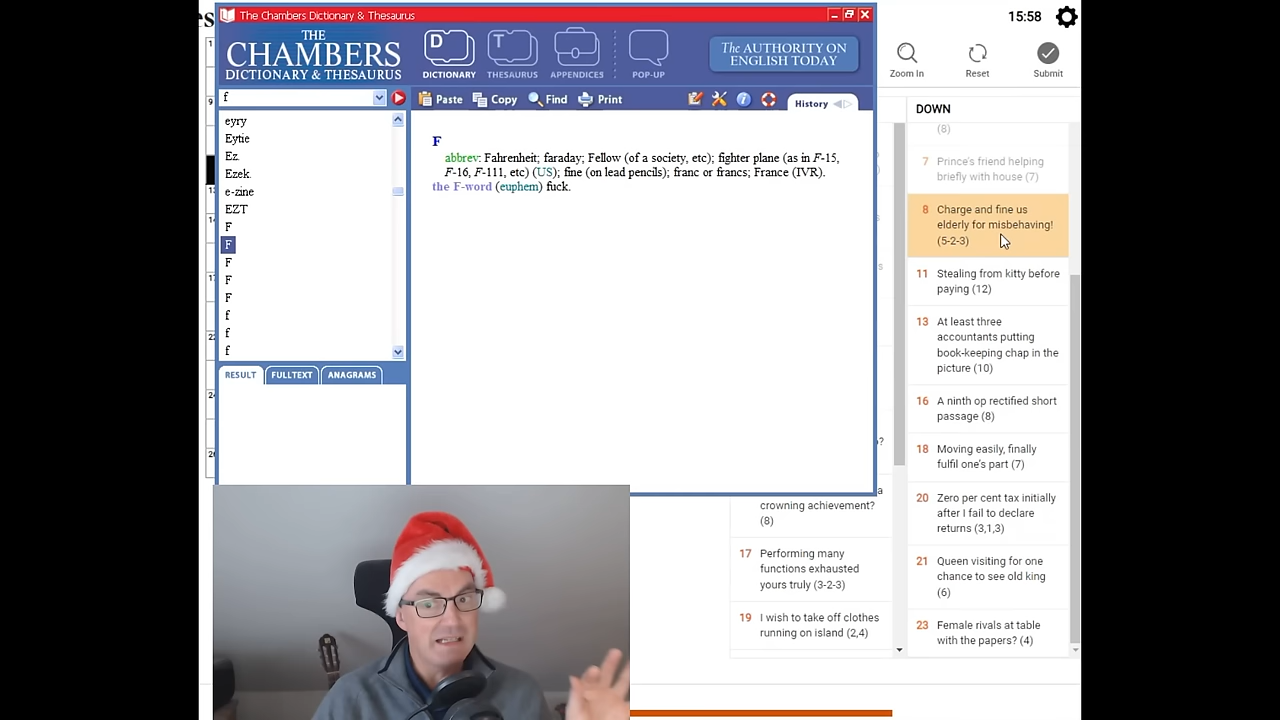 The Chambers Dictionary & Thesaurus
THE
CHAMBERS
DICTIONARY & THESAURUS
D
DICTIONARY
T
THESAURUS
APPENDICES
POP-UP
The AUTHORITY ON
ENGLISH TODAY
f
Paste
Copy
Find
Print
History
eyry
Eytie
Ez.
Ezek.
e-zine
EZT
F
F
F
F
F
f
f
f
RESULT
FULLTEXT
ANAGRAMS
F
abbrev: Fahrenheit; faraday; Fellow (of a society, etc); fighter plane (as in F-15,
F-16, F-111, etc) (US); fine (on lead pencils); franc or francs; France (IVR).
the F-word (euphem) fuck.
es
1
9
14
17
24
15:58
Zoom In
Reset
Submit
crowning achievement?
(8)
17 Performing many
functions exhausted
yours truly (3-2-3)
19 I wish to take off clothes
running on island (2,4)
DOWN
(8)
7 Prince's friend helping
briefly with house (7)
8 Charge and fine us
elderly for misbehaving!
(5-2-3)
11 Stealing from kitty before
paying (12)
13 At least three
accountants putting
book-keeping chap in the
picture (10)
16 A ninth op rectified short
passage (8)
18 Moving easily, finally
fulfil one's part (7)
20 Zero per cent tax initially
after I fail to declare
returns (3,1,3)
21 Queen visiting for one
chance to see old king
(6)
23 Female rivals at table
with the papers? (4)